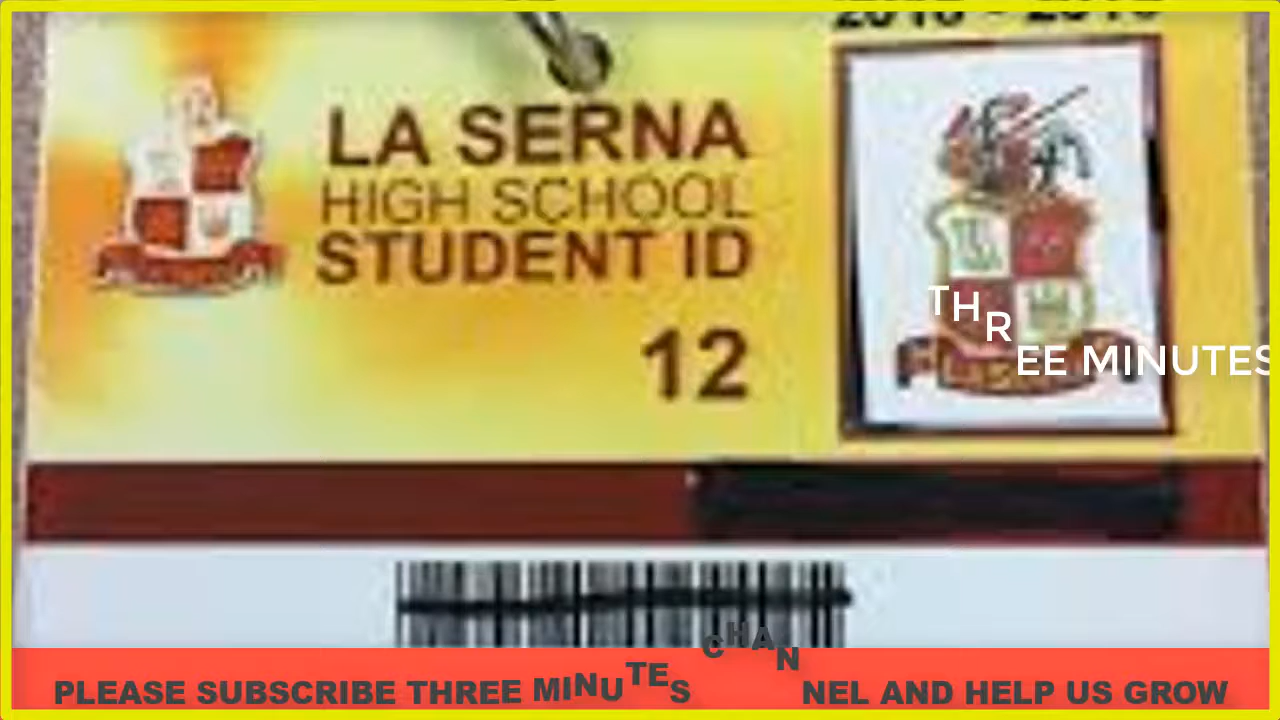 LA SERNA
HIGH SCHOOL
STUDENT ID
12
THREE MINUTES
PLEASE SUBSCRIBE THREE MINUTES CHANNEL AND HELP US GROW